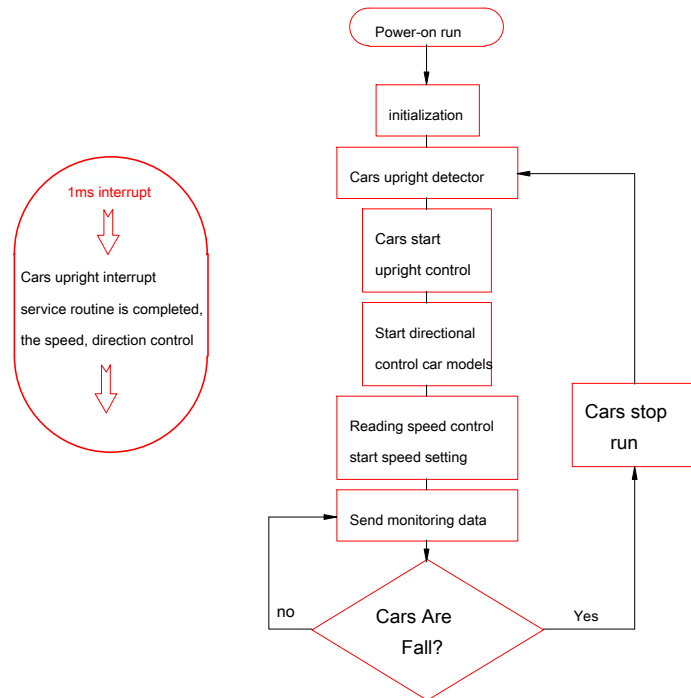 Power-on run
initialization
Cars upright detector
1ms interrupt
Cars start
upright control
Cars upright interrupt
service routine is completed,
the speed, direction control
Start directional
control car models
Cars stop
run
Reading speed control
start speed setting
Send monitoring data
no
Cars Are
Fall?
Yes